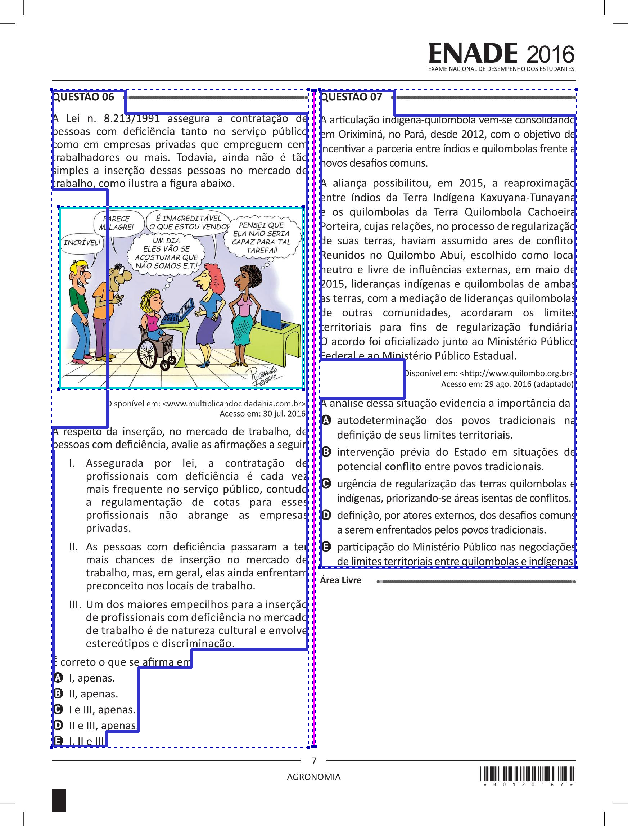 ENADE 2016
EXAME NACIONAL DE DESEMPENHO DOS ESTUDANTES
QUESTÃO 06
A Lei n. 8.213/1991 assegura a contratação de
pessoas com deficiência tanto no serviço público
como em empresas privadas que empreguem cem
trabalhadores ou mais. Todavia, ainda não é tão
simples a inserção dessas pessoas no mercado de
trabalho, como ilustra a figura abaixo.
INCRÍVEL!
PARECE
MILAGRE!
É INACREDITÁVEL
O QUE ESTOU VENDO!
UM DIA
ELES VÃO SE
ACOSTUMAR QUE
NÃO SOMOS E.T.!
PENSEI QUE
ELA NÃO SERIA
CAPAZ PARA TAL
TAREFA!!
Disponível em: <www.multiplicandocidadania.com.br>
Acesso em: 30 jul. 2016
A respeito da inserção, no mercado de trabalho, de
pessoas com deficiência, avalie as afirmações a seguir
I. Assegurada por lei, a contratação de
profissionais com deficiência é cada vez
mais frequente no serviço público, contudo
a regulamentação de cotas para esses
profissionais não abrange as empresas
privadas.
II. As pessoas com deficiência passaram a ter
mais chances de inserção no mercado de
trabalho, mas, em geral, elas ainda enfrentam
preconceito nos locais de trabalho.
III. Um dos maiores empecilhos para a inserção
de profissionais com deficiência no mercado
de trabalho é de natureza cultural e envolve
estereótipos e discriminação.
É correto o que se afirma em
A I, apenas.
B II, apenas.
C I e III, apenas.
D II e III, apenas
E I, II e III
QUESTÃO 07
A articulação indígena-quilombola vem-se consolidando
em Oriximiná, no Pará, desde 2012, com o objetivo de
incentivar a parceria entre índios e quilombolas frente a
novos desafios comuns.
A aliança possibilitou, em 2015, a reaproximação
entre índios da Terra Indígena Kaxuyana-Tunayana
e os quilombolas da Terra Quilombola Cachoeira
Porteira, cujas relações, no processo de regularização
de suas terras, haviam assumido ares de conflito.
Reunidos no Quilombo Abuí, escolhido como local
neutro e livre de influências externas, em maio de
2015, lideranças indígenas e quilombolas de ambas
as terras, com a mediação de lideranças quilombolas
de outras comunidades, acordaram os limites
territoriais para fins de regularização fundiária.
O acordo foi oficializado junto ao Ministério Público
Federal e ao Ministério Público Estadual.
Disponível em: <http://www.quilombo.org.br>
Acesso em: 29 ago. 2016 (adaptado)
A análise dessa situação evidencia a importância da
A autodeterminação dos povos tradicionais na
definição de seus limites territoriais.
B intervenção prévia do Estado em situações de
potencial conflito entre povos tradicionais.
C urgência de regularização das terras quilombolas e
indígenas, priorizando-se áreas isentas de conflitos.
D definição, por atores externos, dos desafios comuns
a serem enfrentados pelos povos tradicionais.
E participação do Ministério Público nas negociações
de limites territoriais entre quilombolas e indígenas
Área Livre
7
AGRONOMIA